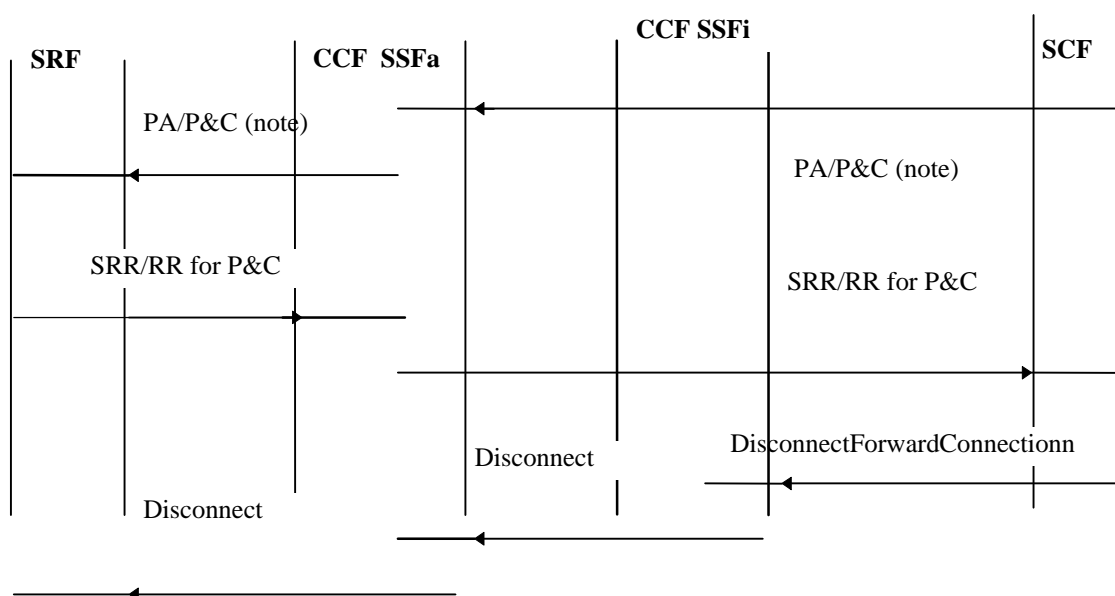 CCF SSFi
SRF
CCF SSFa
SCF
PA/P&C (note)
PA/P&C (note)
SRR/RR for P&C
SRR/RR for P&C
DisconnectForwardConnectionn
Disconnect
Disconnect